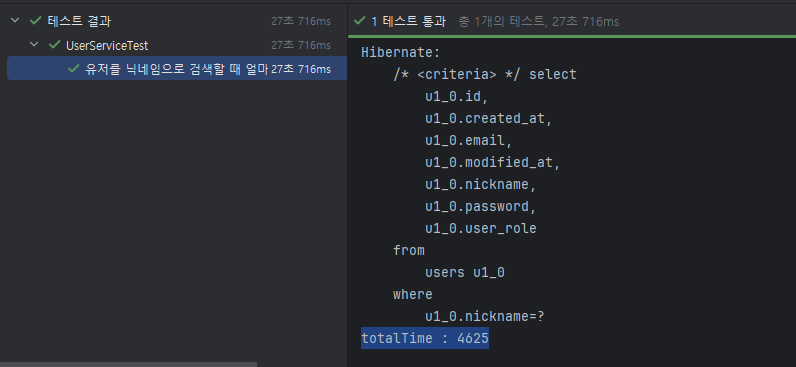 테스트 결과 27초 716ms
UserServiceTest 27초 716ms
유저를 닉네임으로 검색할 때 얼마 27초 716ms
1 테스트 통과 총 1개의 테스트, 27초 716ms
Hibernate:
/* <criteria> */ select
u1_0.id,
u1_0.created_at,
u1_0.email,
u1_0.modified_at,
u1_0.nickname,
u1_0.password,
u1_0.user_role
from
users u1_0
where
u1_0.nickname=?
totalTime : 4625